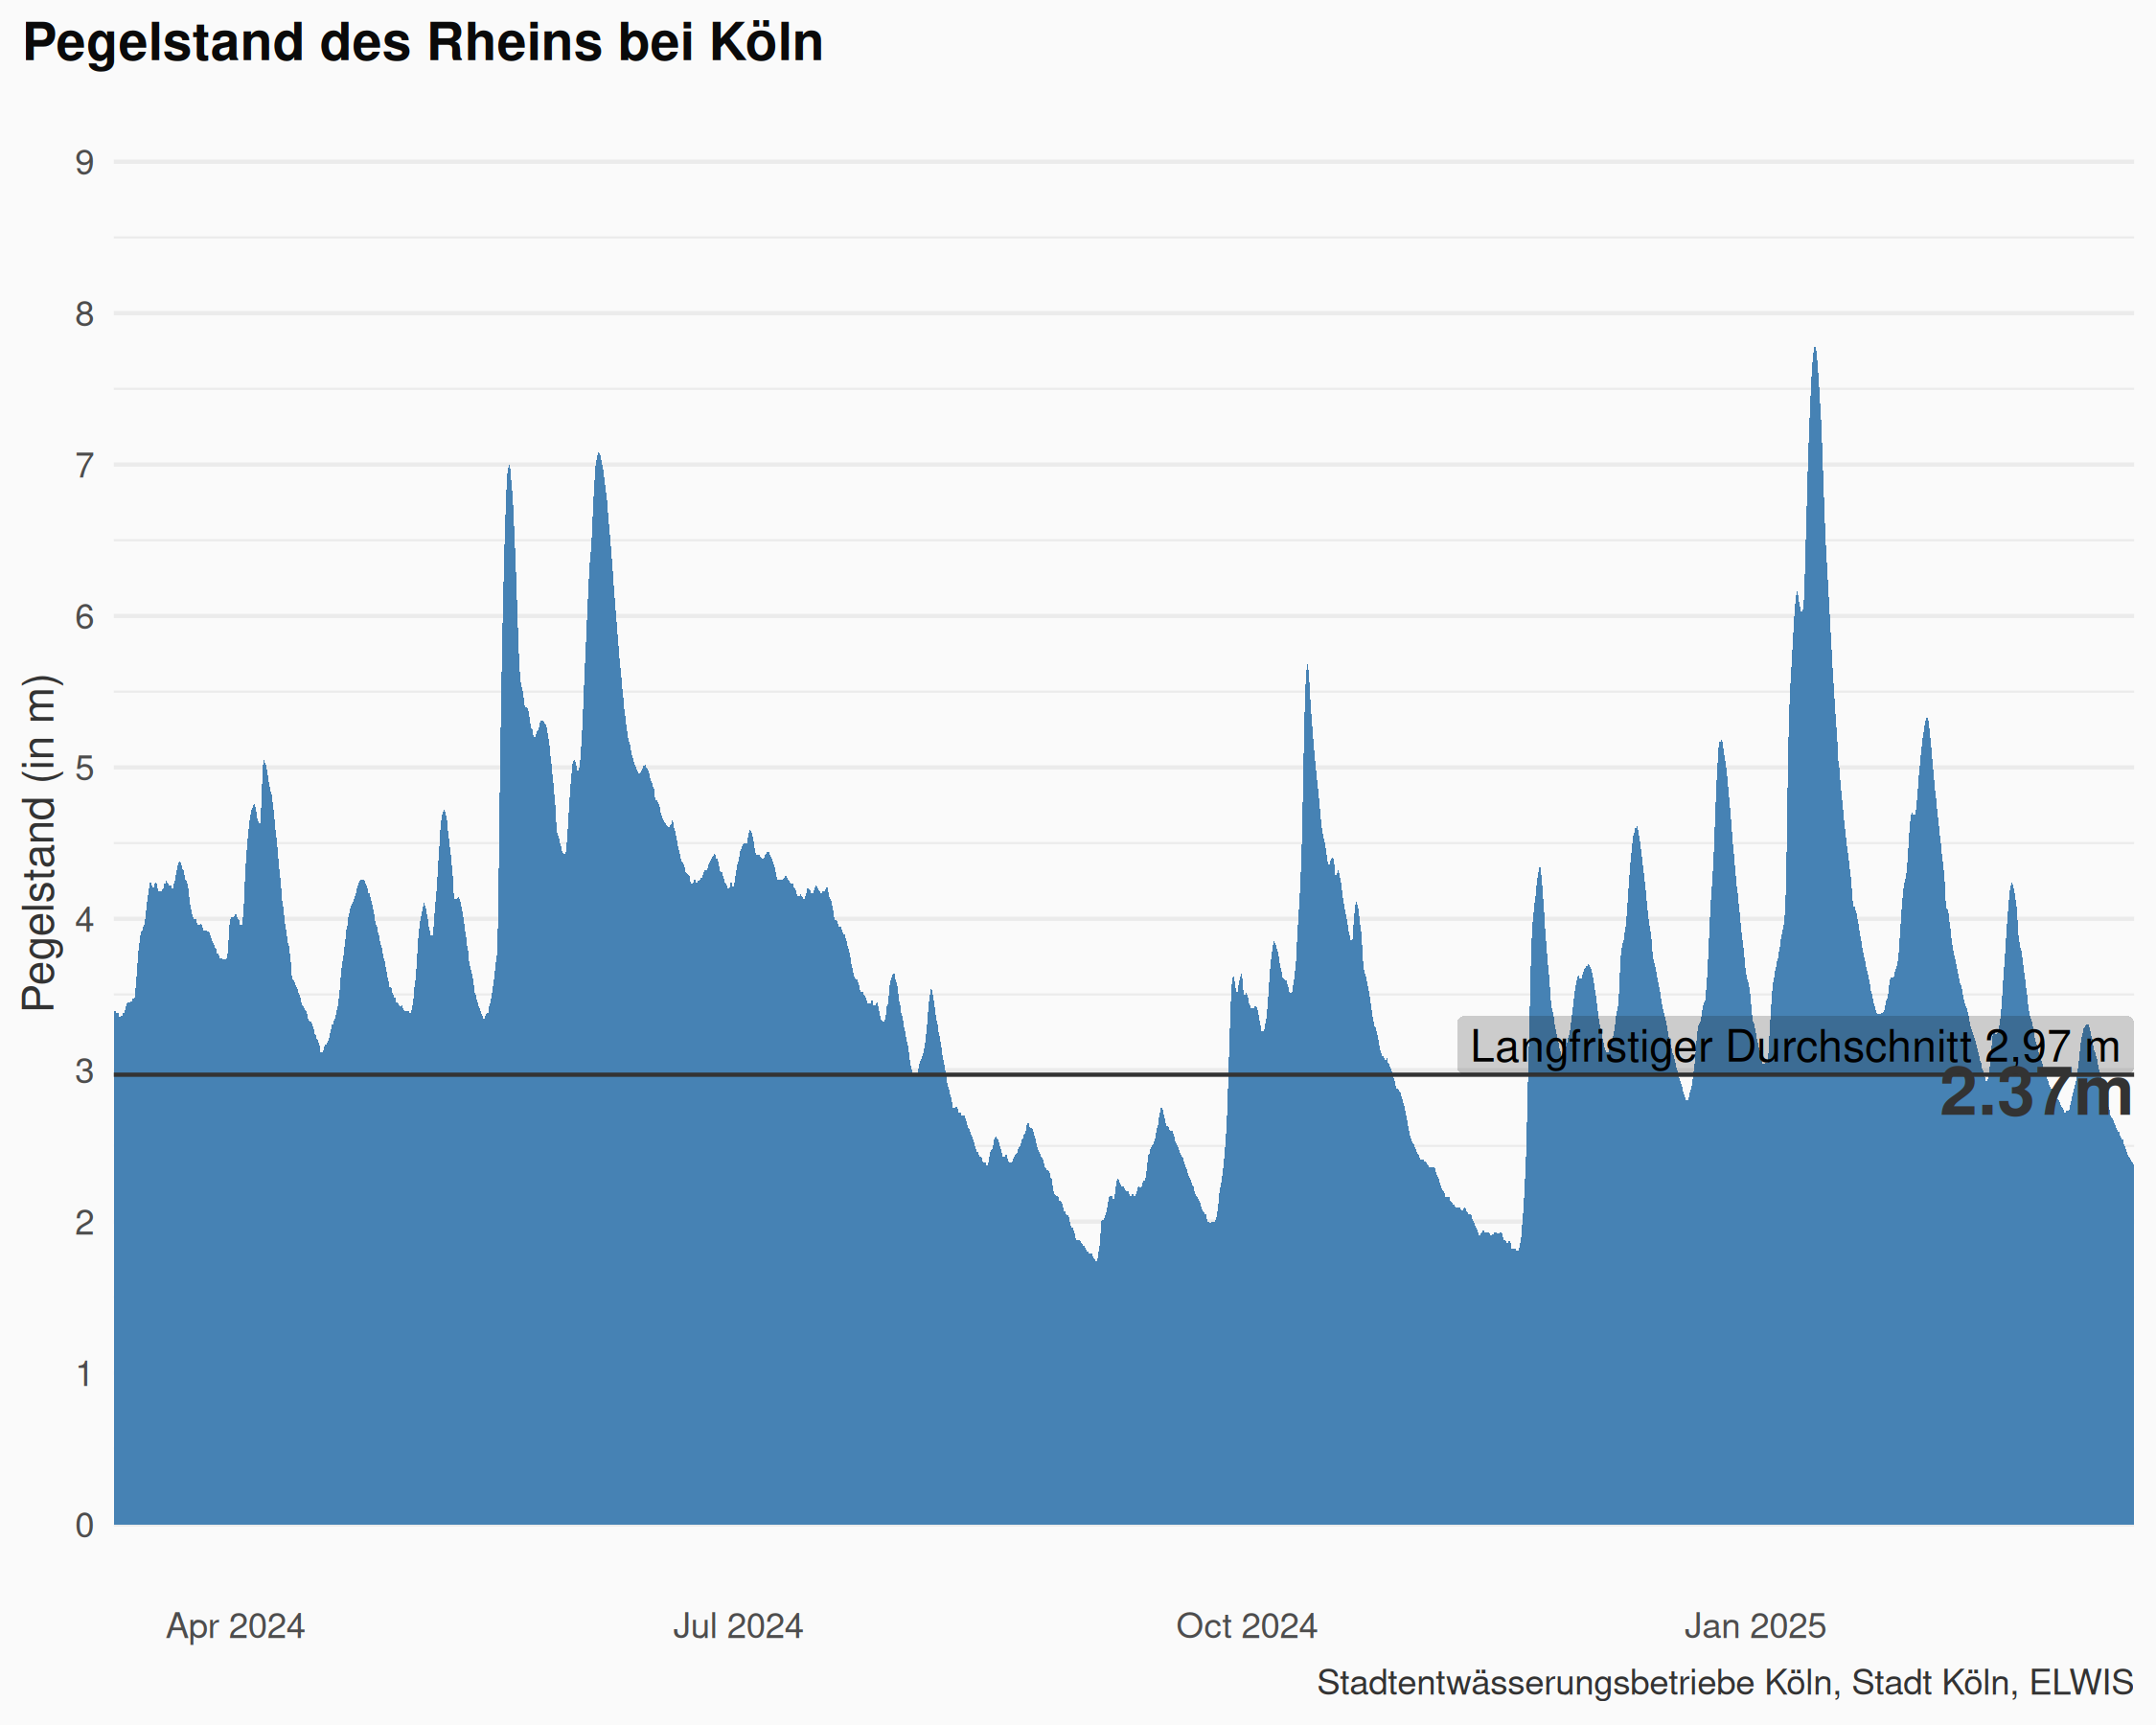 Pegelstand des Rheins bei Köln
Pegelstand (in m)
9
8
7
6
5
4
3
2
1
0
Langfristiger Durchschnitt 2,97 m
2.37m
Apr 2024
Jul 2024
Oct 2024
Jan 2025
Stadtentwässerungsbetriebe Köln, Stadt Köln, ELWIS